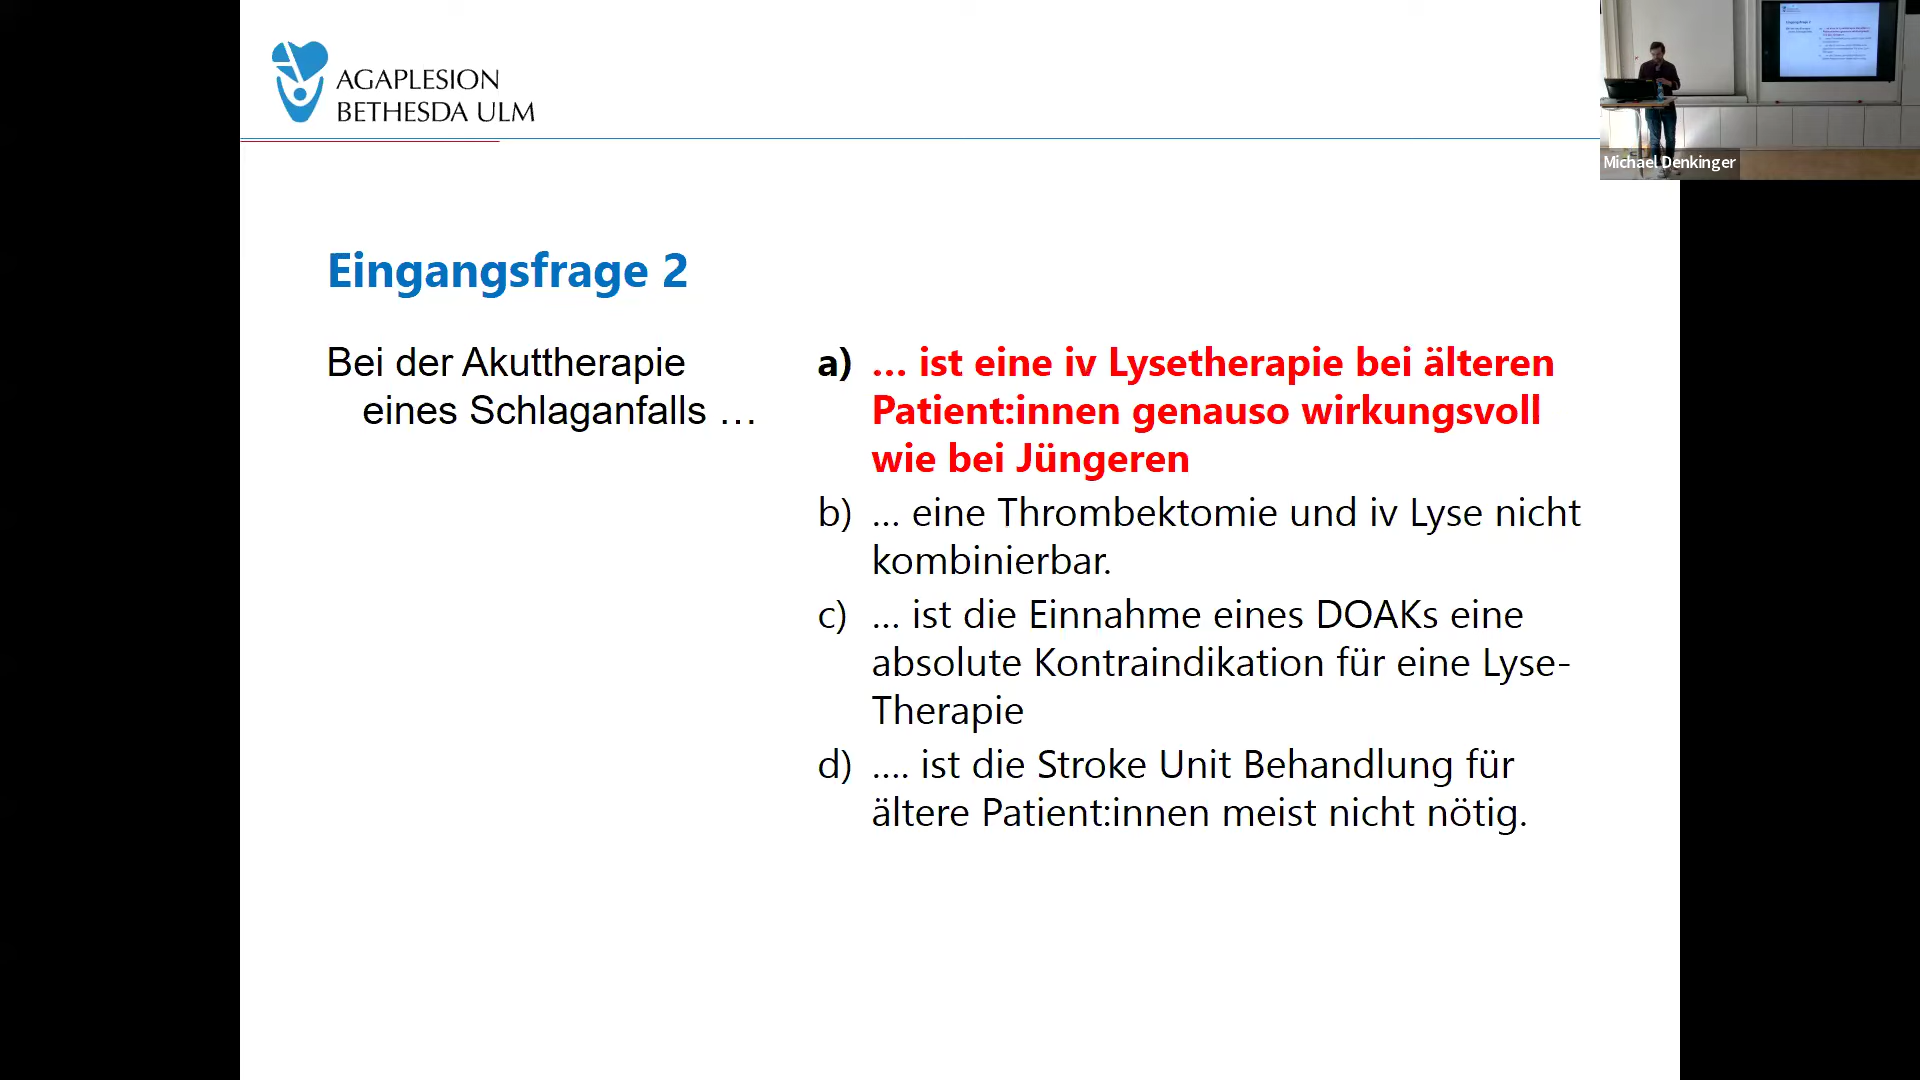 AGAPLESION
BETHESDA ULM
Michael Denkinger
Eingangsfrage 2
Bei der Akuttherapie
eines Schlaganfalls …
a) … ist eine iv Lysetherapie bei älteren
Patient:innen genauso wirkungsvoll
wie bei Jüngeren
b) … eine Thrombektomie und iv Lyse nicht
kombinierbar.
c) … ist die Einnahme eines DOAKs eine
absolute Kontraindikation für eine Lyse-
Therapie
d) .... ist die Stroke Unit Behandlung für
ältere Patient:innen meist nicht nötig.